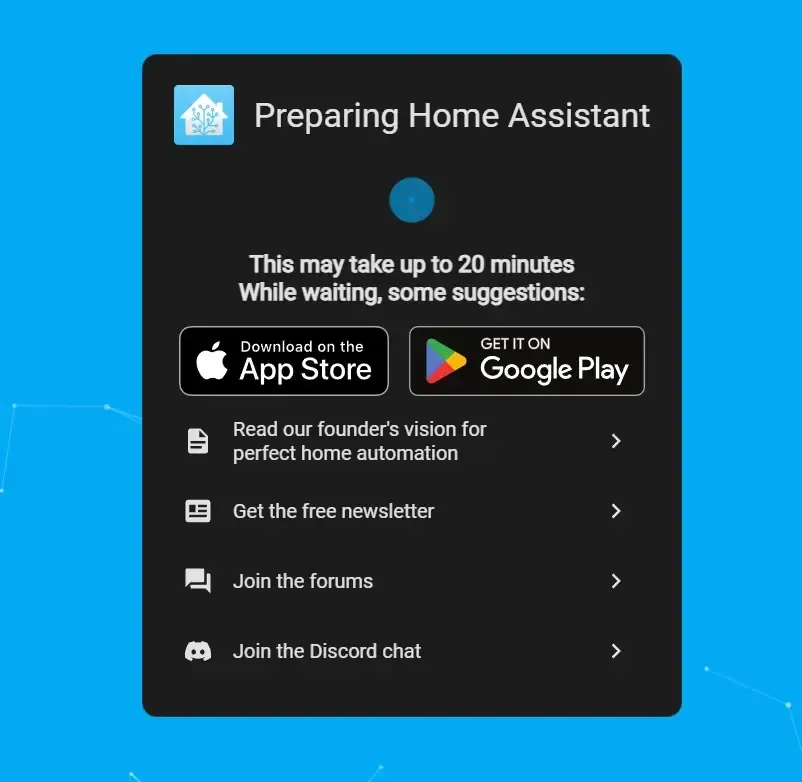 Preparing Home Assistant
This may take up to 20 minutes
While waiting, some suggestions:
Download on the
App Store
GET IT ON
Google Play
Read our founder's vision for
perfect home automation
Get the free newsletter
Join the forums
Join the Discord chat